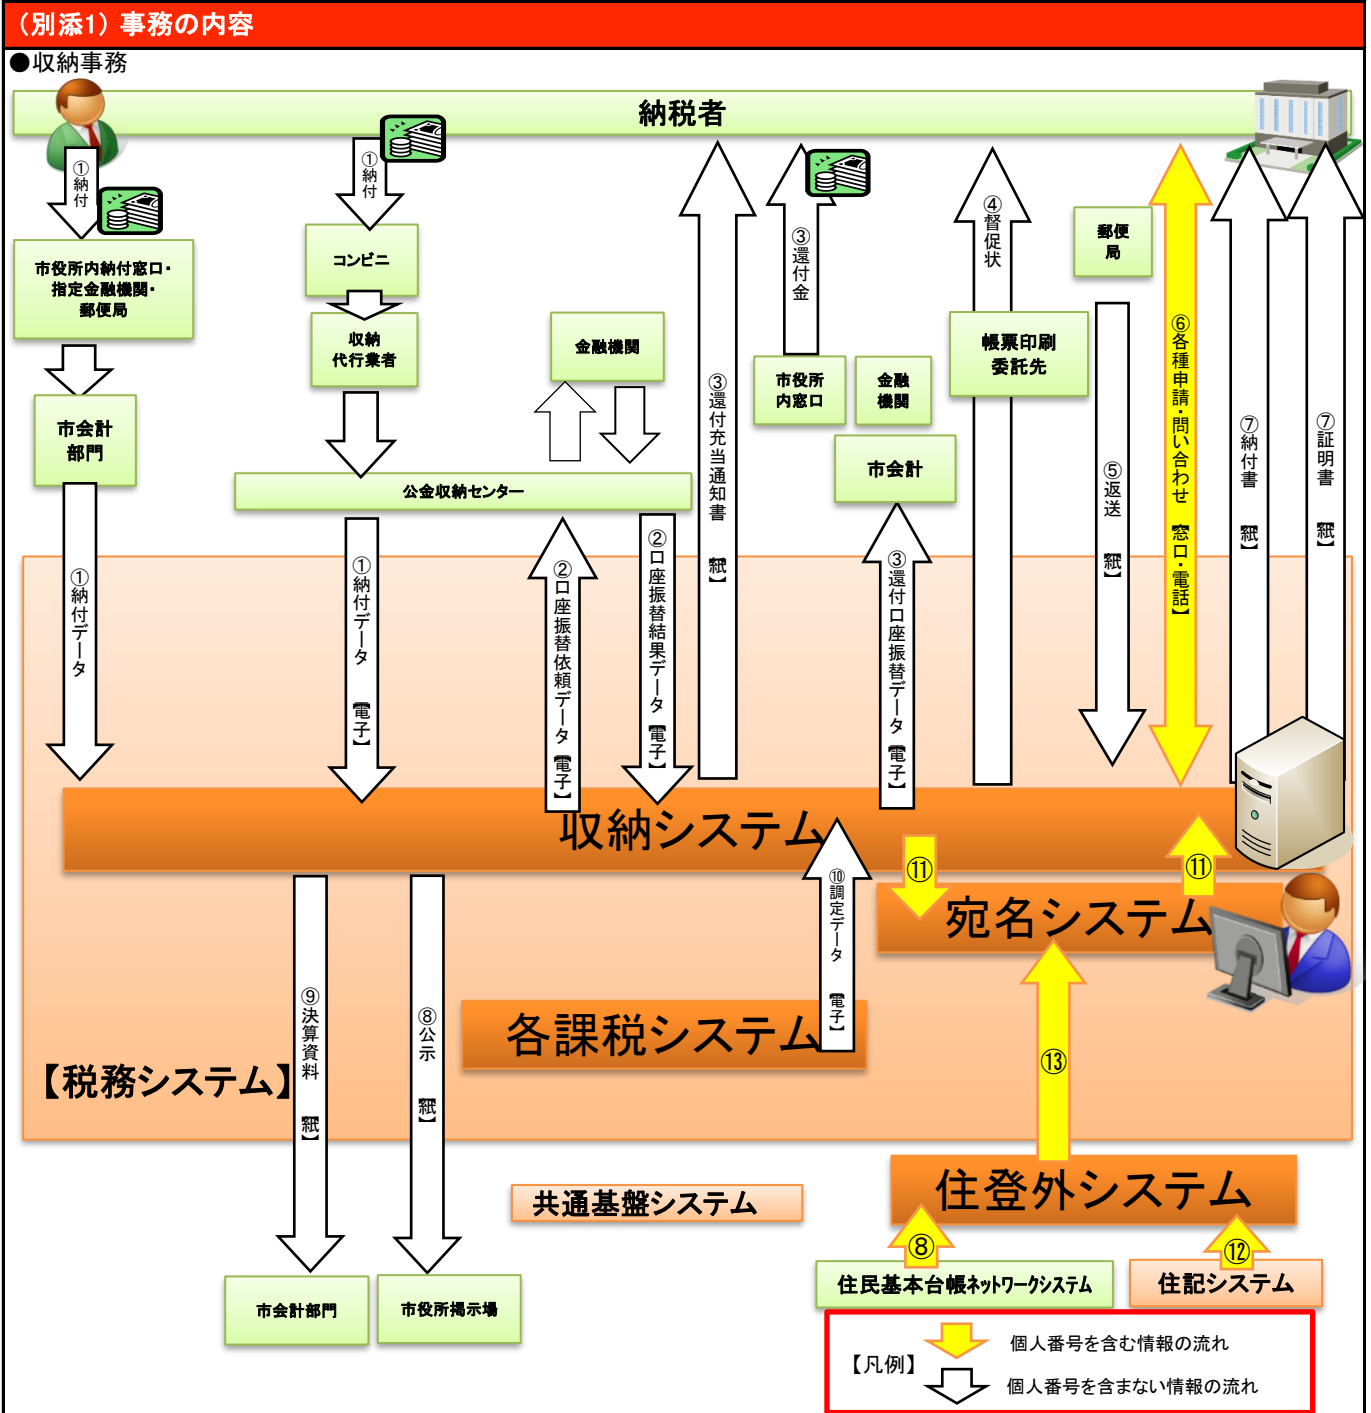 （別添1）事務の内容
●収納事務
納税者
①納付
①納付
市役所内納付窓口・
指定金融機関・
郵便局
コンビニ
収納
代行業者
金融機関
市会計
部門
公金収納センター
③還付充当通知書　【紙】
③還付金
市役所
内窓口
金融
機関
市会計
④督促状
帳票印刷
委託先
郵便
局
⑤返送　【紙】
⑥各種申請・問い合わせ　【窓口・電話】
⑦納付書　【紙】
⑦証明書　【紙】
①納付データ
①納付データ　【電子】
②口座振替依頼データ【電子】
②口座振替結果データ【電子】
③還付口座振替データ【電子】
収納システム
⑪
⑪
⑩調定データ　【電子】
宛名システム
各課税システム
⑬
【税務システム】
⑨決算資料　【紙】
⑧公示　【紙】
共通基盤システム
住登外システム
⑧
⑫
住民基本台帳ネットワークシステム
住記システム
市会計部門
市役所掲示場
【凡例】
個人番号を含む情報の流れ
個人番号を含まない情報の流れ